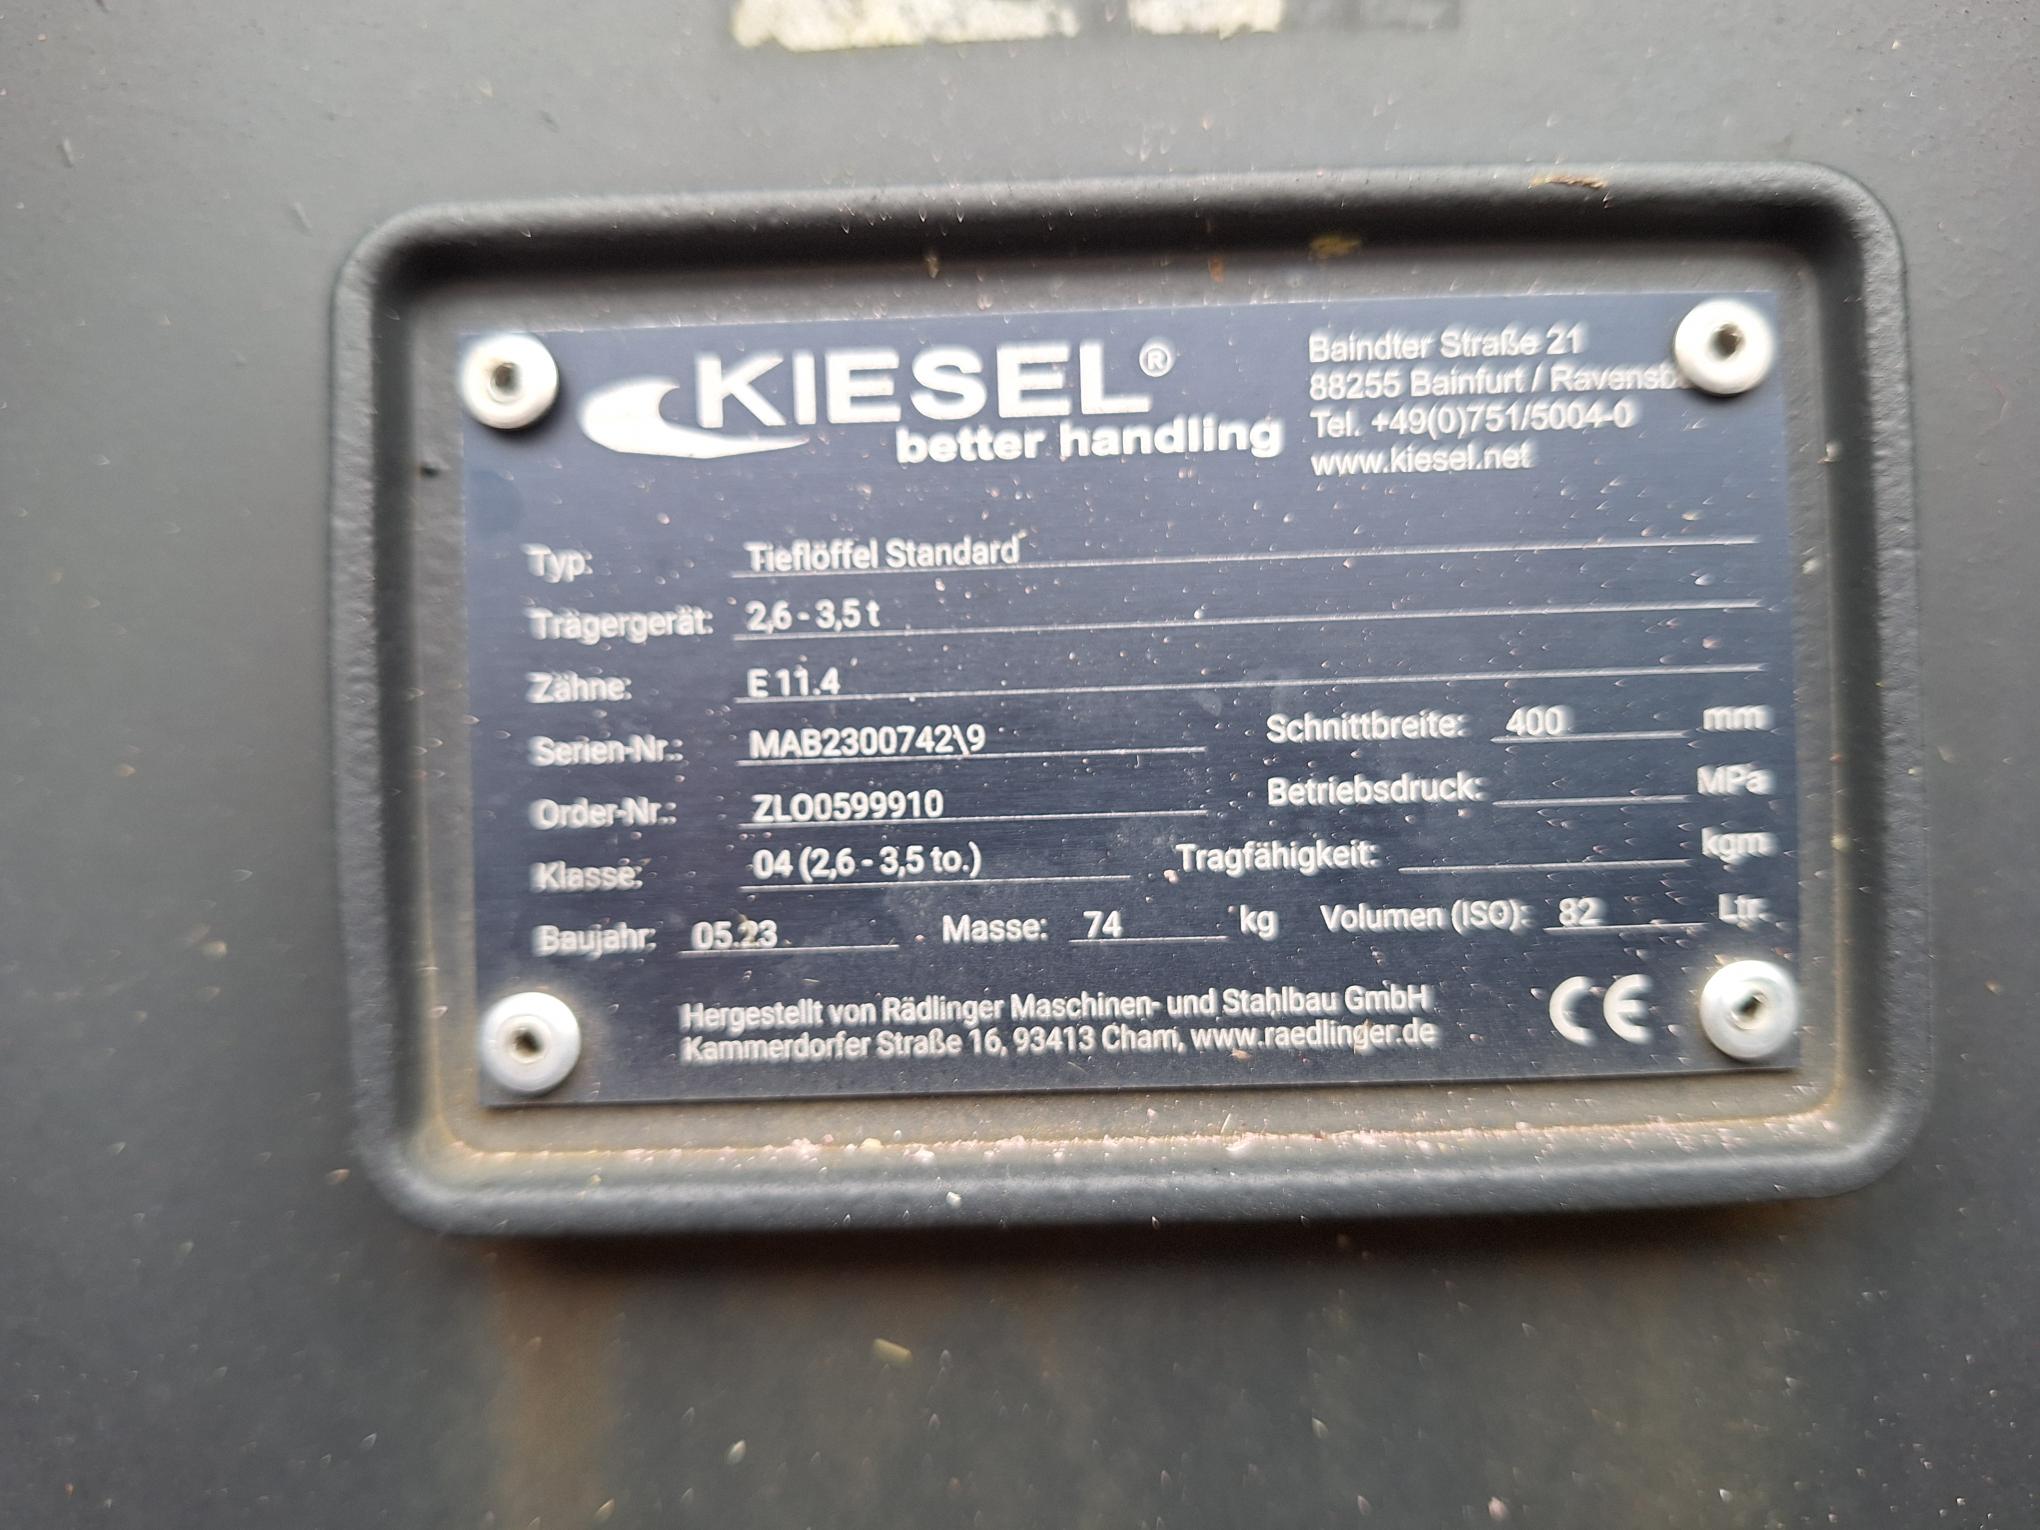 KIESEL®
better handling
Baindter Straße 21
88255 Bainfurt / Ravensb
Tel. +49(0)751/5004-0
www.kiesel.net
Typ: Tieflöffel Standard
Trägergerät: 2,6 - 3,5 t
Zähne: E 11.4
Serien-Nr.: MAB2300742\9 Schnittbreite: 400 mm
Order-Nr.: ZLO0599910 Betriebsdruck: MPa
Klasse: 04 (2,6 - 3,5 to.) Tragfähigkeit: kgm
Baujahr: 05.23 Masse: 74 kg Volumen (ISO): 82 Ltr.
Hergestellt von Rädlinger Maschinen- und Stahlbau GmbH
Kammerdorfer Straße 16, 93413 Cham, www.raedlinger.de
CE